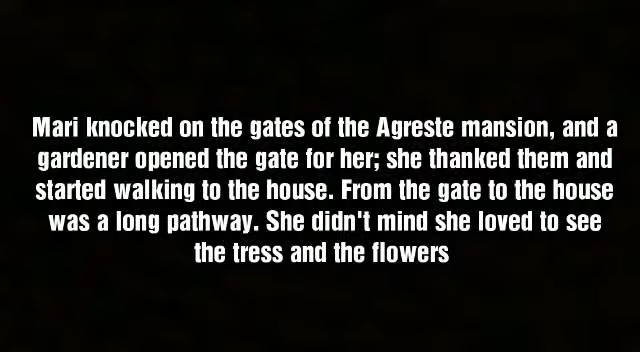 Mari knocked on the gates of the Agreste mansion, and a
gardener opened the gate for her; she thanked them and
started walking to the house. From the gate to the house
was a long pathway. She didn't mind she loved to see
the tress and the flowers